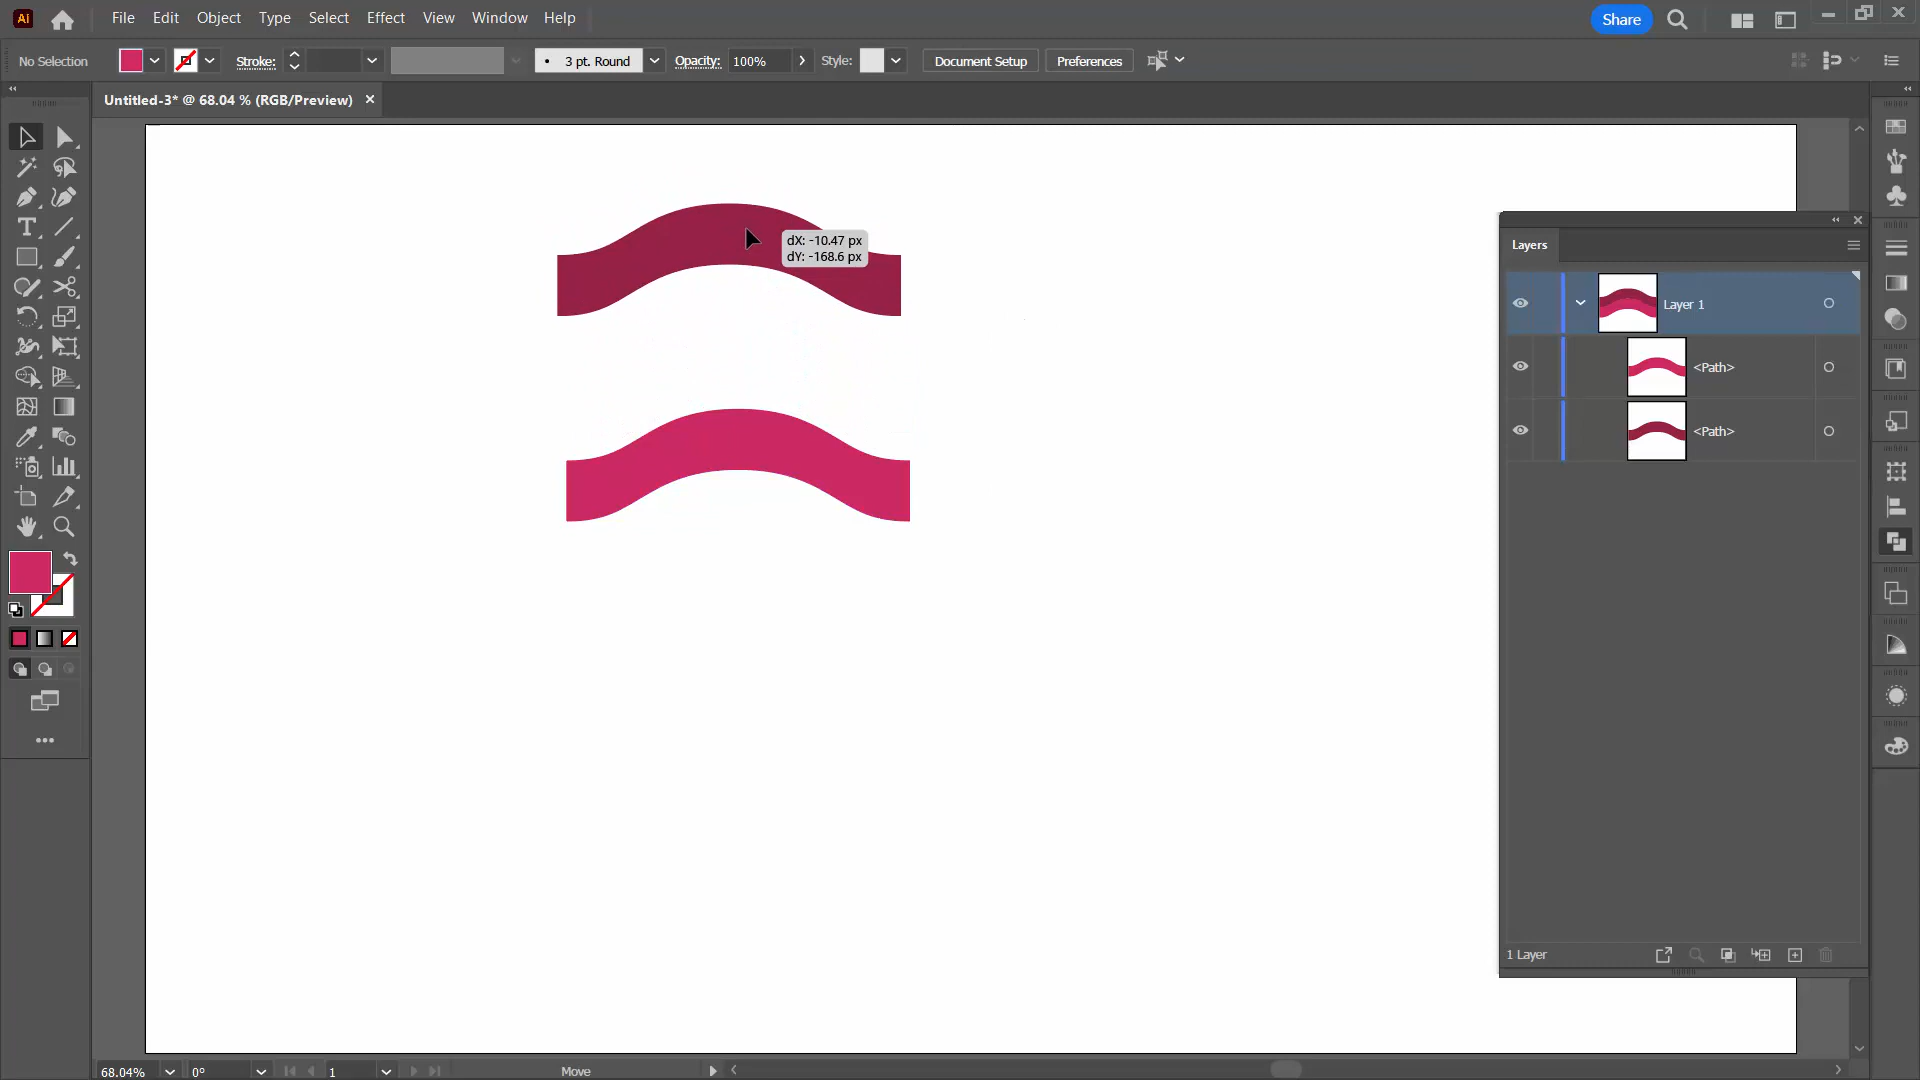 Ai
File Edit Object Type Select Effect View Window Help
Share
No Selection
Stroke:
3 pt. Round
Opacity: 100%
Style:
Document Setup
Preferences
Untitled-3* @ 68.04 % (RGB/Preview)
dX: -10.47 px
dY: -168.6 px
Layers
Layer 1
<Path>
<Path>
1 Layer
68.04%
0°
1
Move